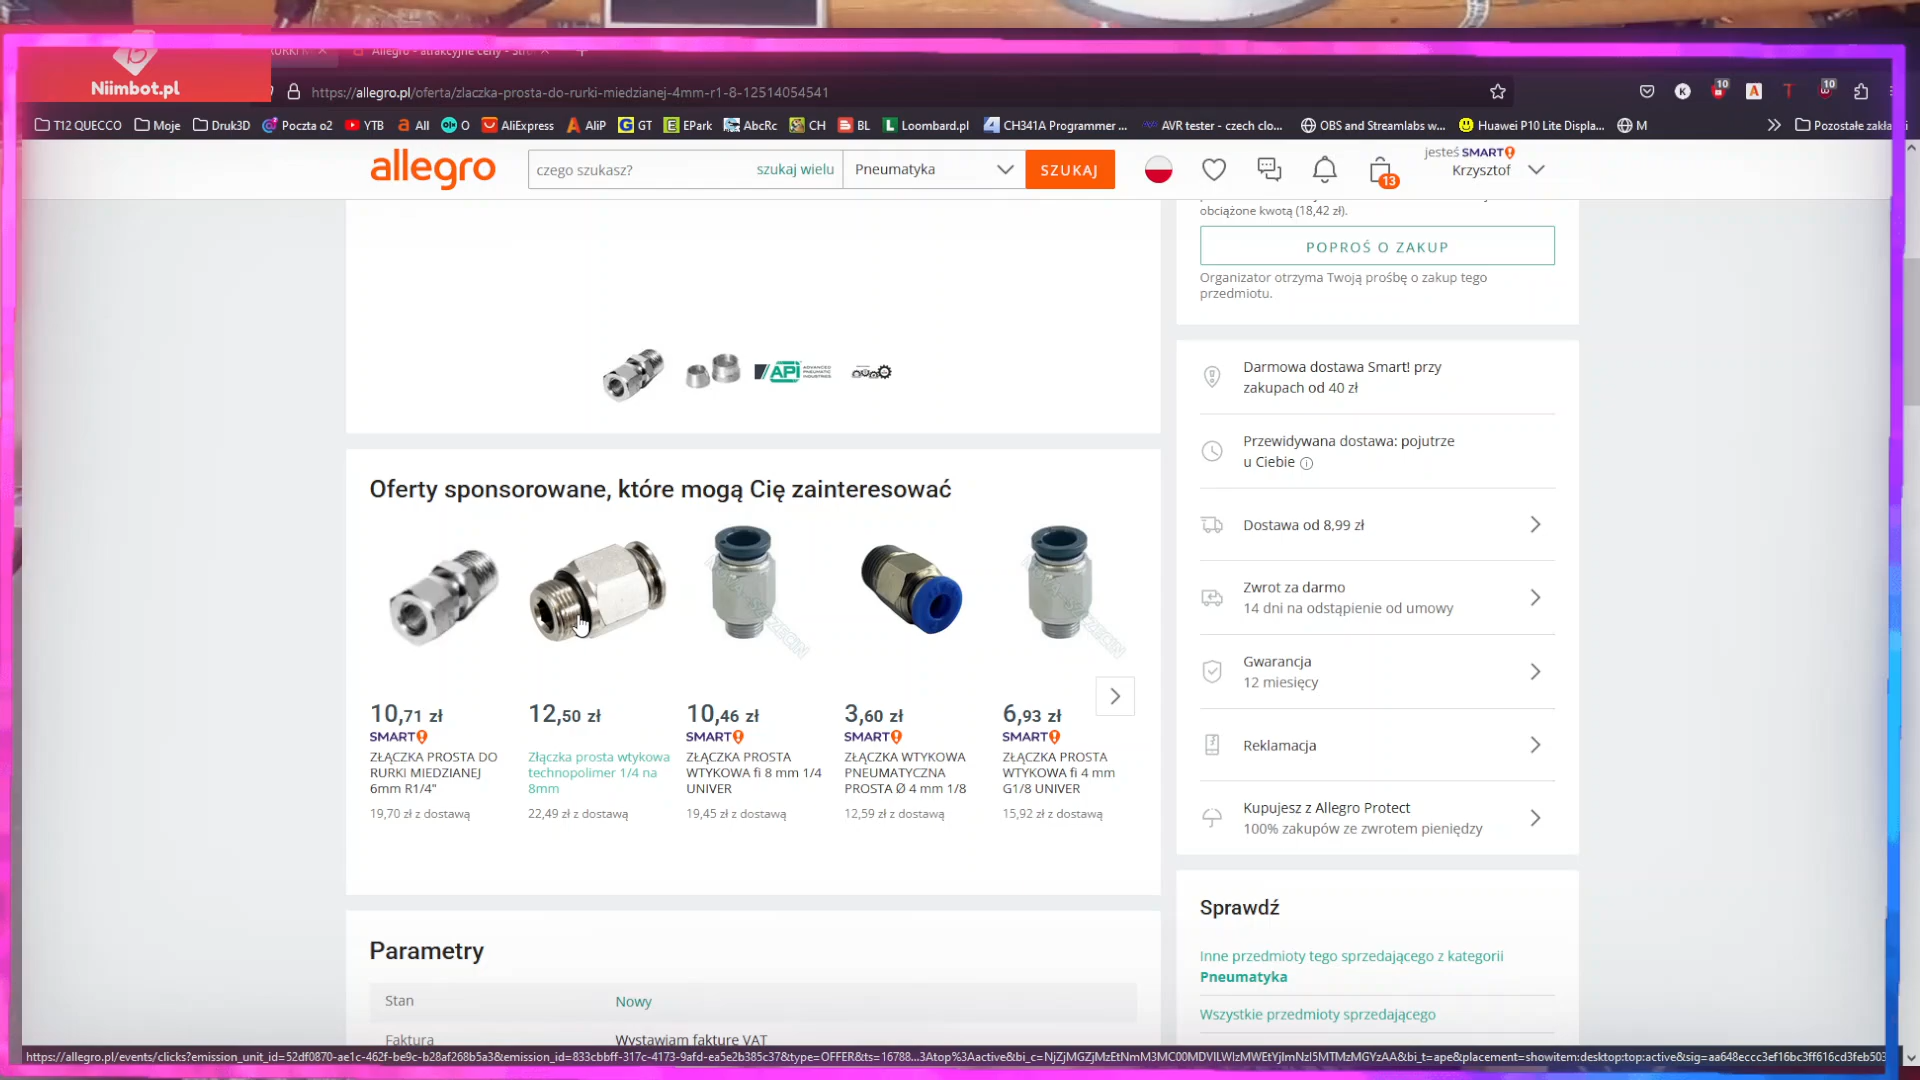 Niimbot.pl
Allegro - atrakcyjne ceny - Str
https://allegro.pl/oferta/zlaczka-prosta-do-rurki-miedzianej-4mm-r1-8-12514054541
10
K
A
T
10
T12 QUECCO
Moje
Druk3D
Poczta o2
YTB
All
O
AliExpress
AliP
GT
EPark
AbcRc
CH
BL
Loombard.pl
CH341A Programmer ...
AVR tester - czech clo...
OBS and Streamlabs w...
Huawei P10 Lite Displa...
M
allegro
czego szukasz?
szukaj wielu
Pneumatyka
SZUKAJ
13
jesteś SMART!
Krzysztof
obciążone kwotą (18,42 zł).
POPROŚ O ZAKUP
Organizator otrzyma Twoją prośbę o zakup tego
przedmiotu.
API
Darmowa dostawa Smart! przy
zakupach od 40 zł
Przewidywana dostawa: pojutrze
u Ciebie
Dostawa od 8,99 zł
Zwrot za darmo
14 dni na odstąpienie od umowy
Gwarancja
12 miesięcy
Reklamacja
Kupujesz z Allegro Protect
100% zakupów ze zwrotem pieniędzy
Oferty sponsorowane, które mogą Cię zainteresować
10,71 zł
SMART!
ZŁĄCZKA PROSTA DO
RURKI MIEDZIANEJ
6mm R1/4"
19,70 zł z dostawą
12,50 zł
Złączka prosta wtykowa
technopolimer 1/4 na
8mm
22,49 zł z dostawą
10,46 zł
SMART!
ZŁĄCZKA PROSTA
WTYKOWA fi 8 mm 1/4
UNIVER
19,45 zł z dostawą
3,60 zł
SMART!
ZŁĄCZKA WTYKOWA
PNEUMATYCZNA
PROSTA Ø 4 mm 1/8
12,59 zł z dostawą
6,93 zł
SMART!
ZŁĄCZKA PROSTA
WTYKOWA fi 4 mm
G1/8 UNIVER
15,92 zł z dostawą
Parametry
Stan
Nowy
Faktura
Wystawiam fakturę VAT
Sprawdź
Inne przedmioty tego sprzedającego z kategorii
Pneumatyka
Wszystkie przedmioty sprzedającego